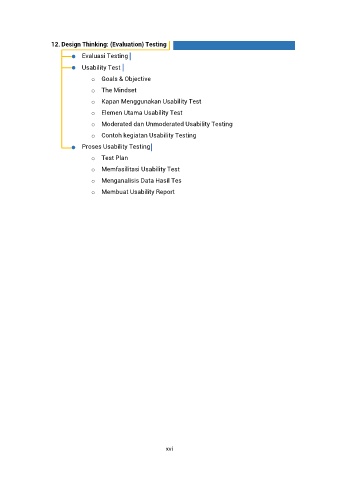 12. Design Thinking: (Evaluation) Testing
Evaluasi Testing
Usability Test
Goals & Objective
The Mindset
Kapan Menggunakan Usability Test
Elemen Utama Usability Test
Moderated dan Unmoderated Usability Testing
Contoh kegiatan Usability Testing
Proses Usability Testing
Test Plan
Memfasilitasi Usability Test
Menganalisis Data Hasil Tes
Membuat Usability Report
xvi